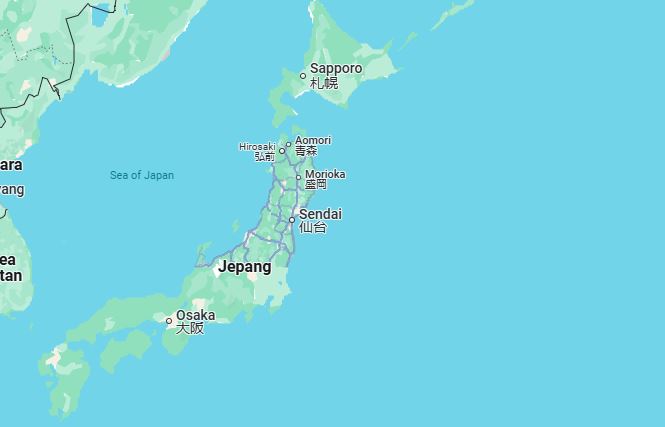 Sapporo
札幌
Aomori
青森
Hirosaki
弘前
ara
Morioka
盛岡
Sea of Japan
yang
Sendai
仙台
ea
tan
Jepang
Osaka
大阪